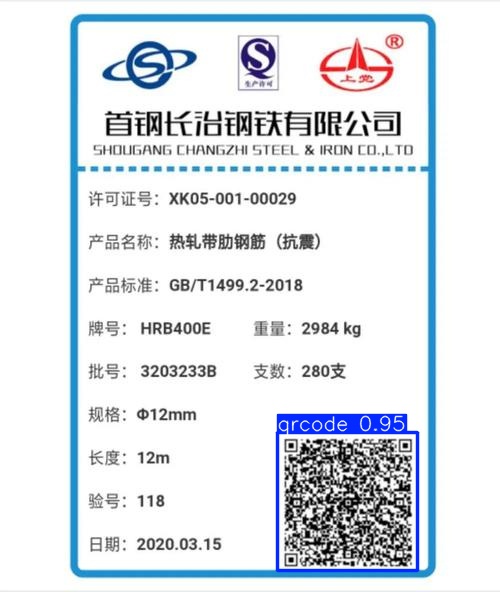 S
Q
S
生产许可
上党
®
首钢长治钢铁有限公司
SHOUGANG CHANGZHI STEEL & IRON CO.,LTD
许可证号：XK05-001-00029
产品名称：热轧带肋钢筋（抗震）
产品标准：GB/T1499.2-2018
牌号： HRB400E 重量：2984 kg
批号： 3203233B 支数：280支
规格：Φ12mm
qrcode 0.95
长度：12m
验号：118
日期：2020.03.15